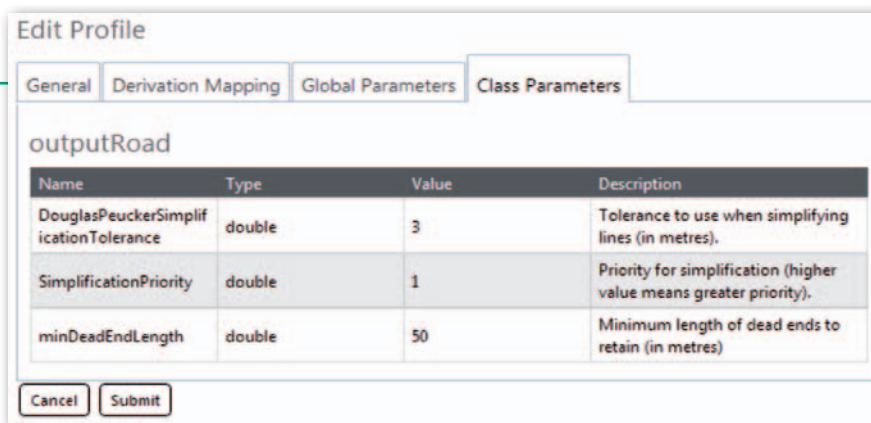 Edit Profile
General
Derivation Mapping
Global Parameters
Class Parameters
outputRoad
Name Type Value Description
DouglasPeuckerSimplif
icationTolerance
double
3
Tolerance to use when simplifying
lines (in metres).
SimplificationPriority
double
1
Priority for simplification (higher
value means greater priority).
minDeadEndLength
double
50
Minimum length of dead ends to
retain (in metres)
Cancel
Submit